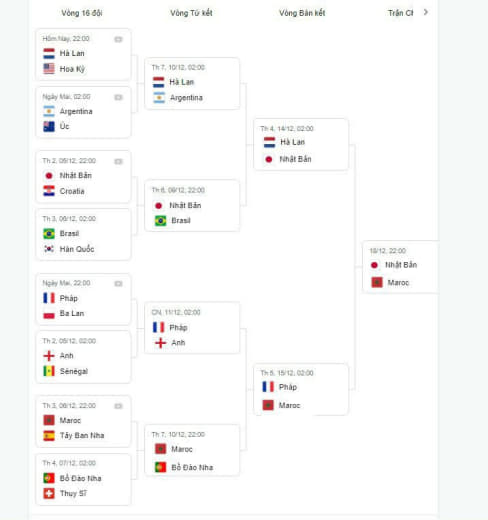 Vòng 16 đội
Vòng Tứ kết
Vòng Bán kết
Trận Ch
Hôm Nay, 22:00
Hà Lan
Hoa Kỳ
Ngày Mai, 02:00
Argentina
Úc
Th 2, 05/12, 22:00
Nhật Bản
Croatia
Th 3, 06/12, 02:00
Brasil
Hàn Quốc
Ngày Mai, 22:00
Pháp
Ba Lan
Th 2, 05/12, 02:00
Anh
Sénégal
Th 3, 06/12, 22:00
Maroc
Tây Ban Nha
Th 4, 07/12, 02:00
Bồ Đào Nha
Thụy Sĩ
Th 7, 10/12, 02:00
Hà Lan
Argentina
Th 6, 09/12, 22:00
Nhật Bản
Brasil
CN, 11/12, 02:00
Pháp
Anh
Th 7, 10/12, 22:00
Maroc
Bồ Đào Nha
Th 4, 14/12, 02:00
Hà Lan
Nhật Bản
Th 5, 15/12, 02:00
Pháp
Maroc
18/12, 22:00
Nhật Bản
Maroc